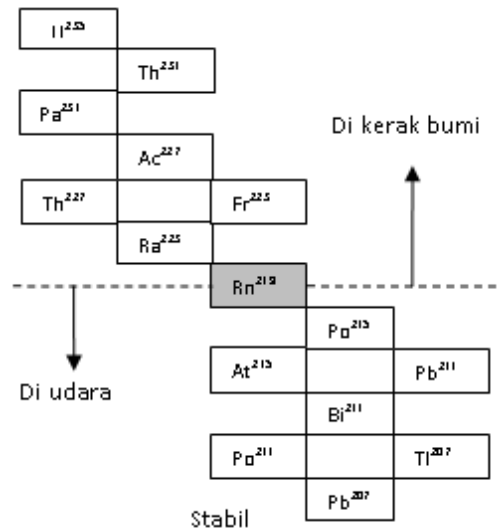 U²³⁵
Th²³¹
Pa²³¹
Di kerak bumi
Ac²²⁷
Th²²⁷ Fr²²³
Ra²²³
Rn²¹⁹
Po²¹⁵
At²¹⁵ Pb²¹¹
Di udara
Bi²¹¹
Po²¹¹ Tl²⁰⁷
Pb²⁰⁷
Stabil